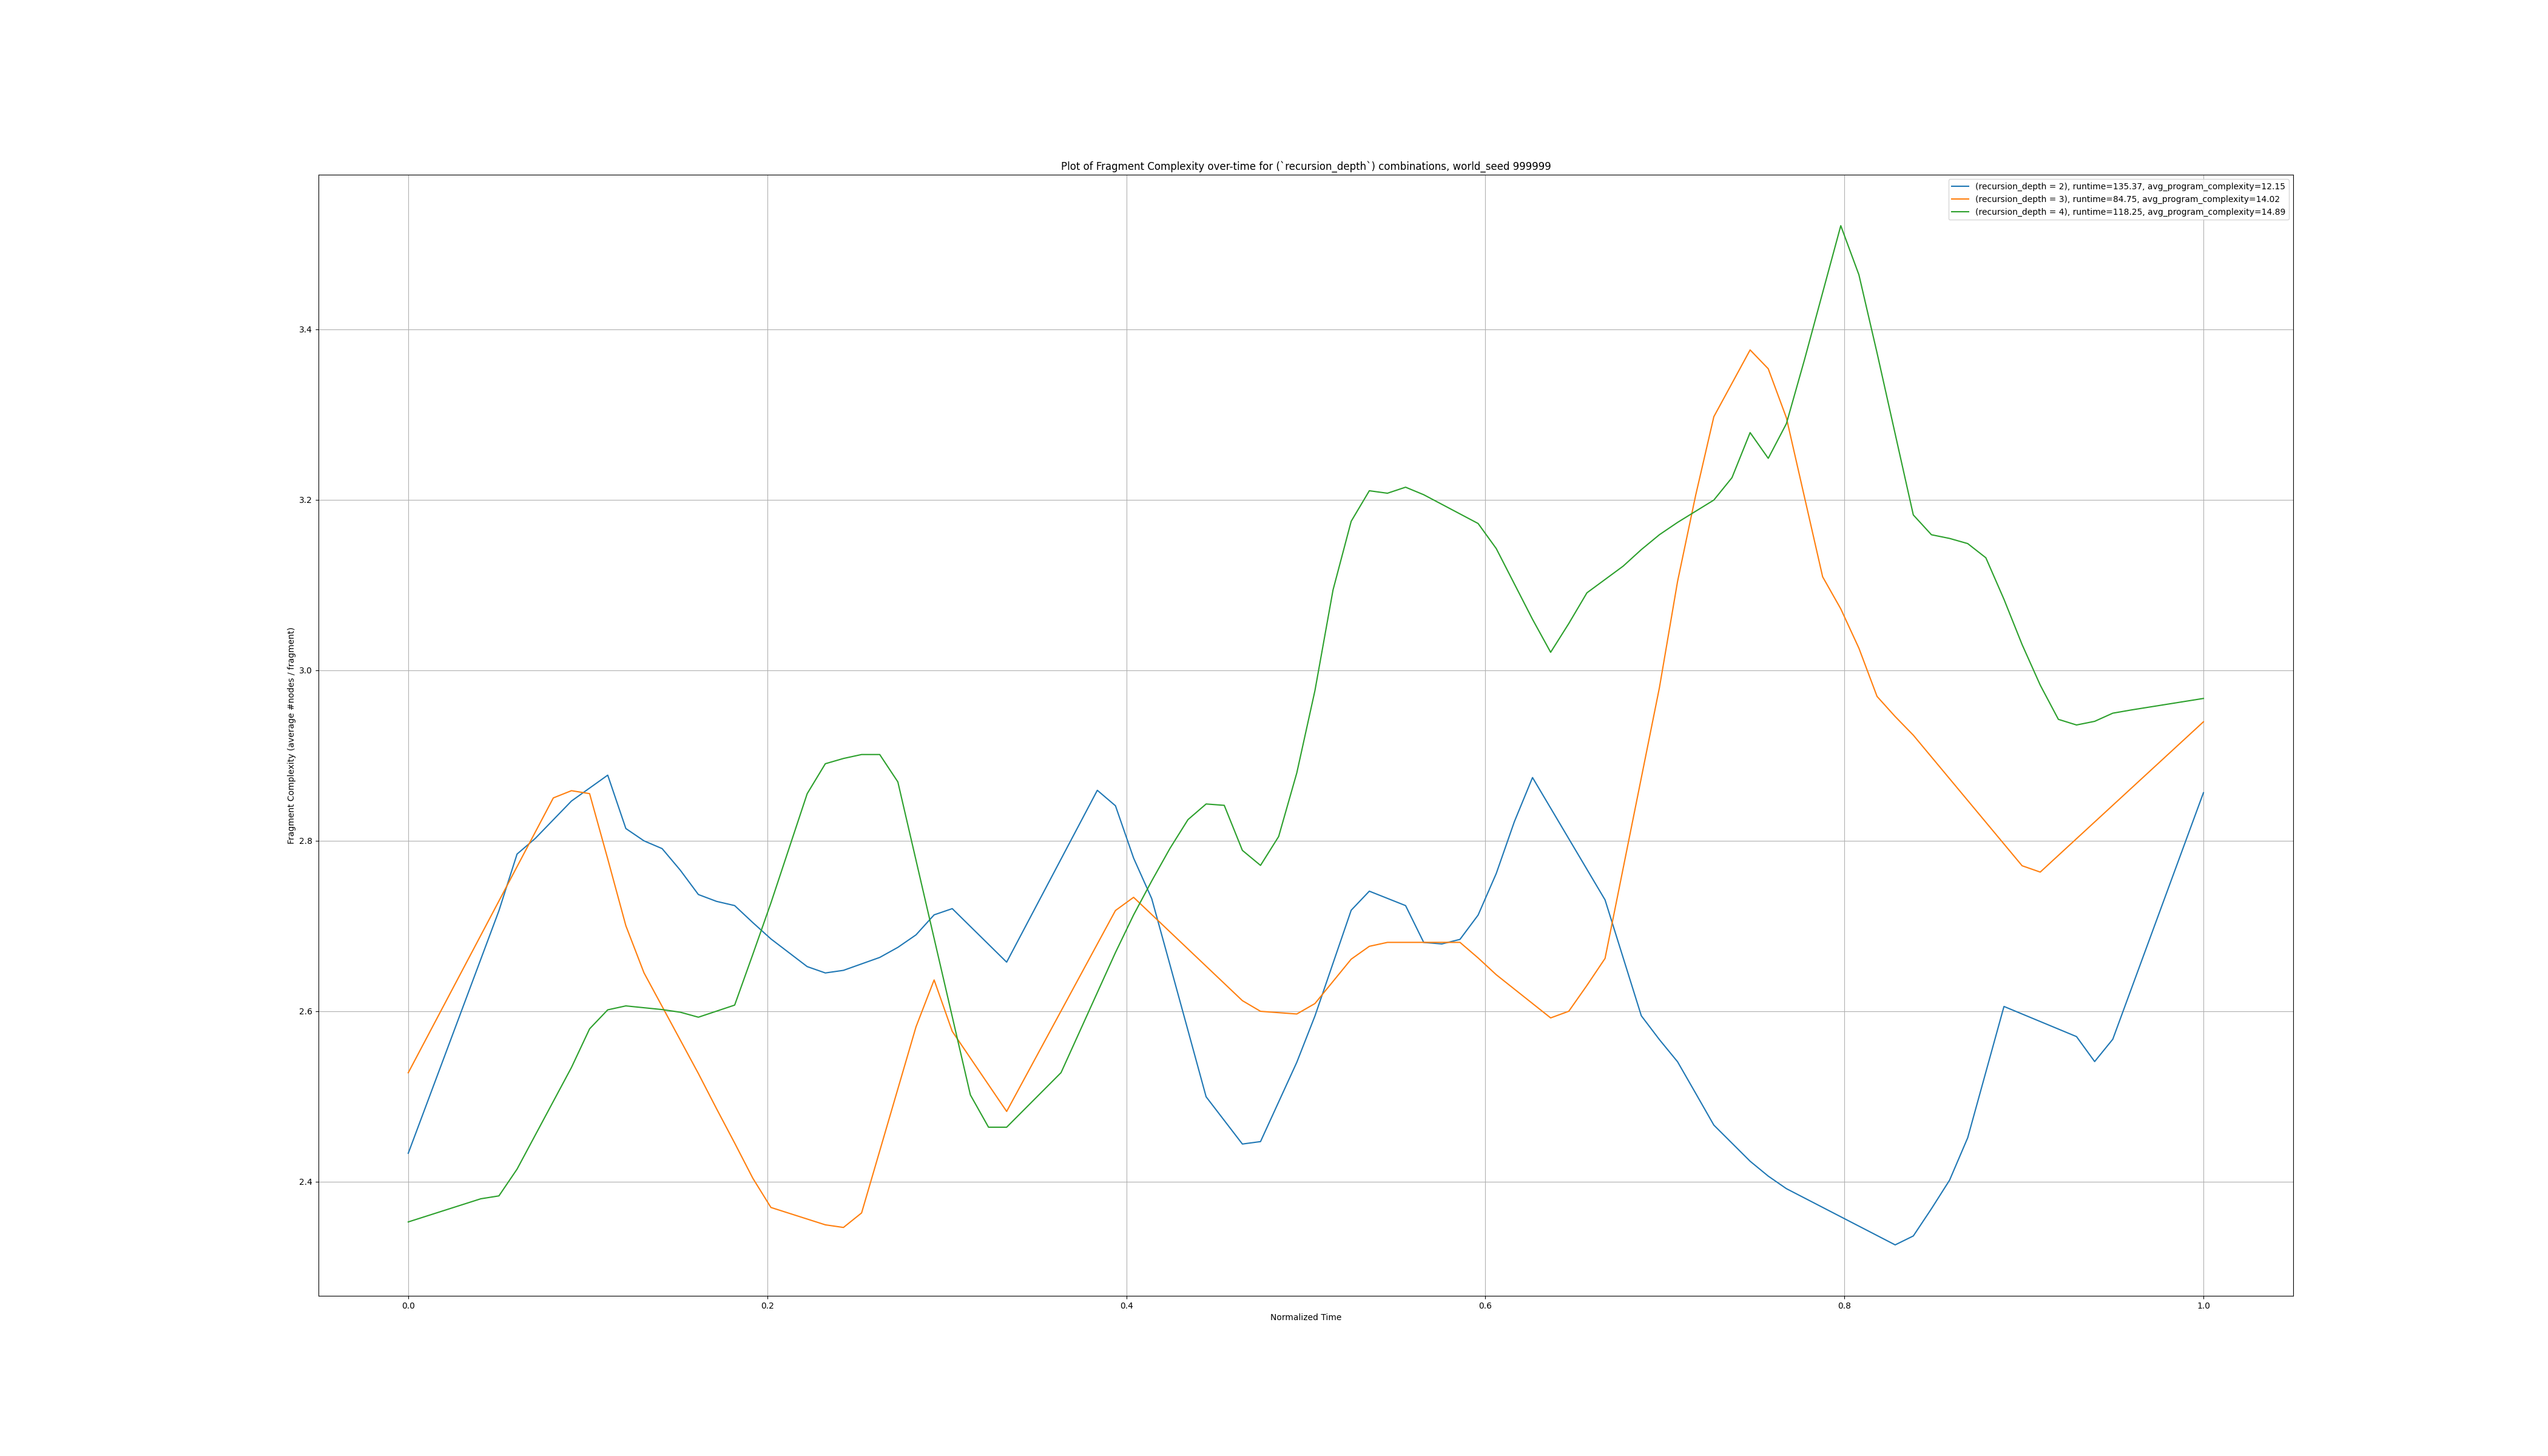 Plot of Fragment Complexity over-time for (`recursion_depth`) combinations, world_seed 999999
(recursion_depth = 2), runtime=135.37, avg_program_complexity=12.15
(recursion_depth = 3), runtime=84.75, avg_program_complexity=14.02
(recursion_depth = 4), runtime=118.25, avg_program_complexity=14.89
Fragment Complexity (average #nodes / fragment)
3.4
3.2
3.0
2.8
2.6
2.4
0.0 0.2 0.4 0.6 0.8 1.0
Normalized Time